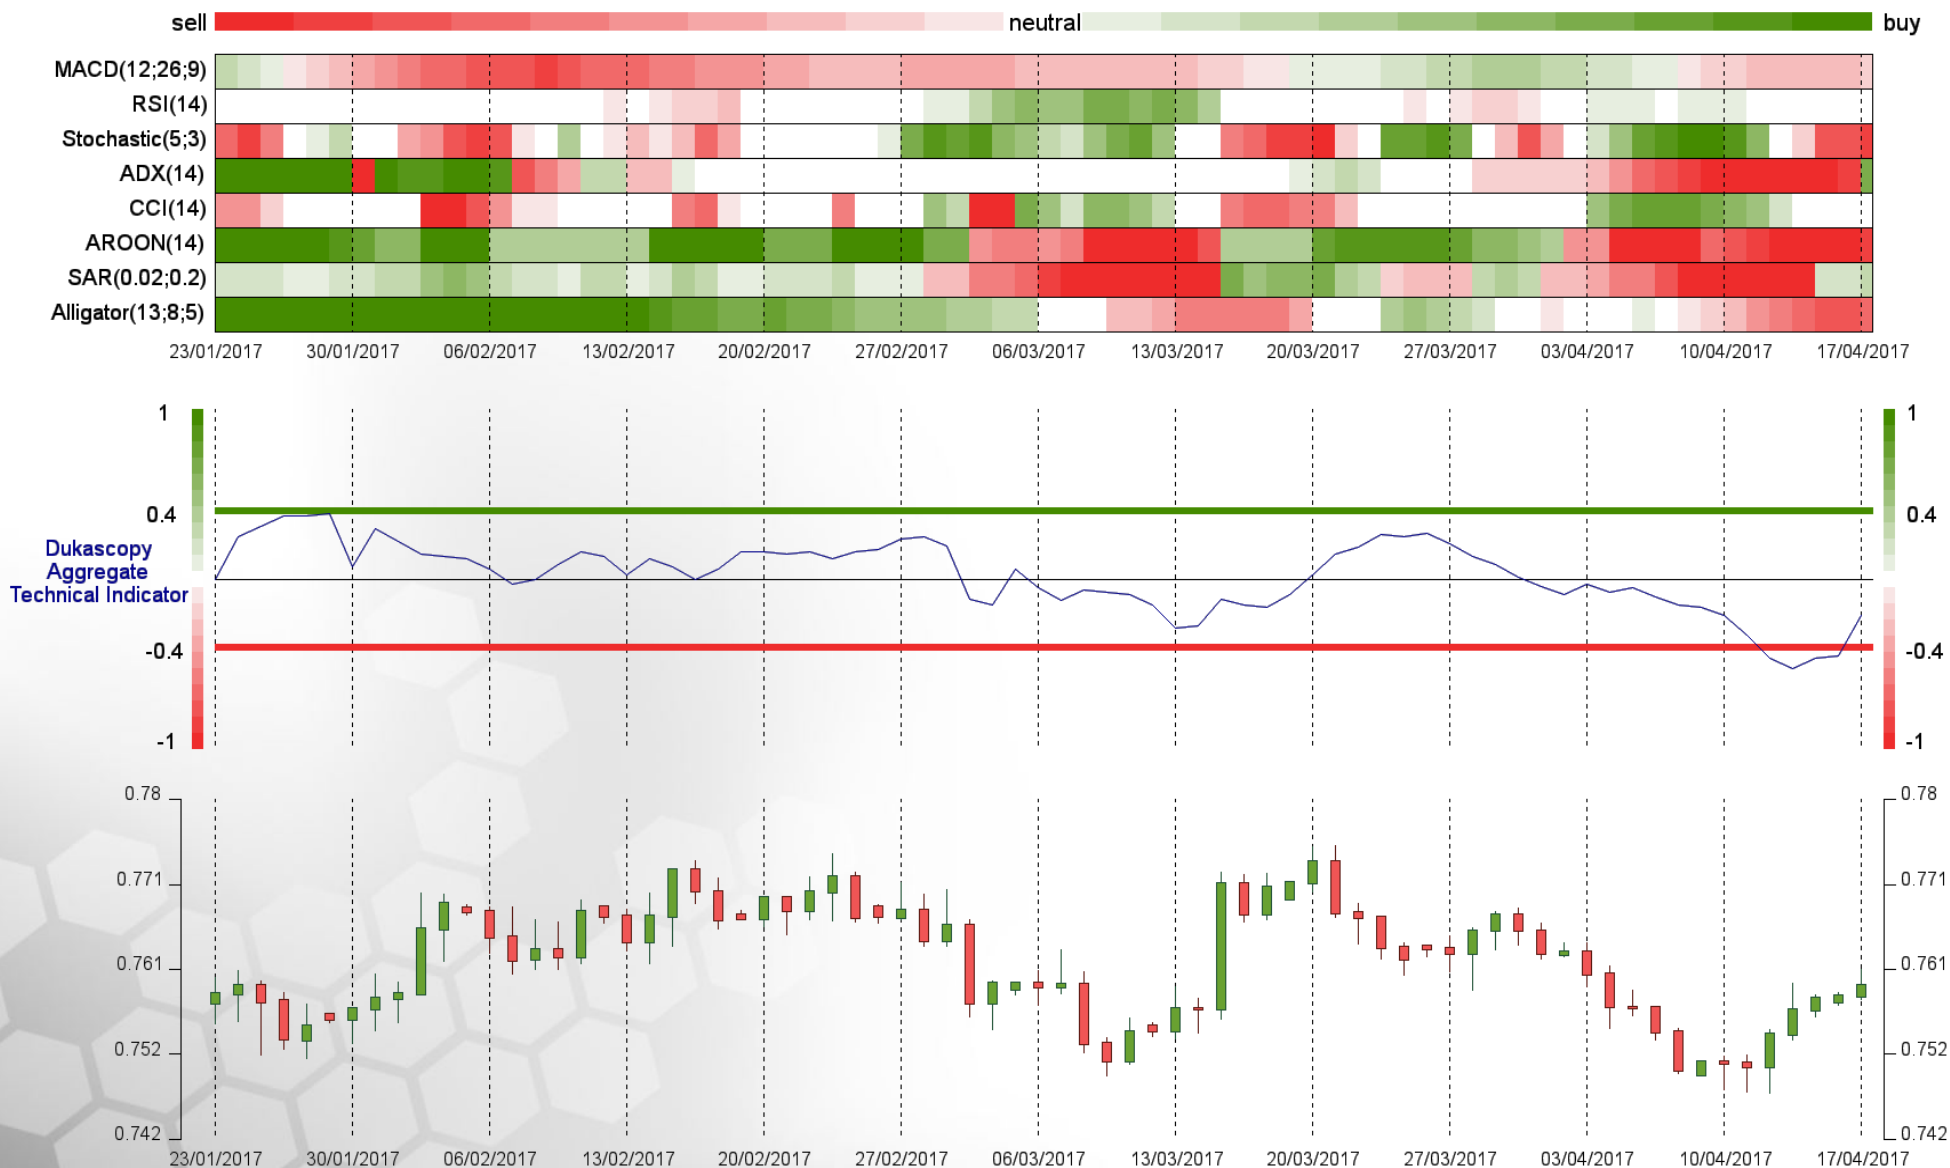 sell neutral buy
MACD(12;26;9)
RSI(14)
Stochastic(5;3)
ADX(14)
CCI(14)
AROON(14)
SAR(0.02;0.2)
Alligator(13;8;5)
23/01/2017 30/01/2017 06/02/2017 13/02/2017 20/02/2017 27/02/2017 06/03/2017 13/03/2017 20/03/2017 27/03/2017 03/04/2017 10/04/2017 17/04/2017
1 1
0.4 0.4
Dukascopy
Aggregate
Technical Indicator
-0.4 -0.4
-1 -1
0.78 0.78
0.771 0.771
0.761 0.761
0.752 0.752
0.742 0.742
23/01/2017 30/01/2017 06/02/2017 13/02/2017 20/02/2017 27/02/2017 06/03/2017 13/03/2017 20/03/2017 27/03/2017 03/04/2017 10/04/2017 17/04/2017